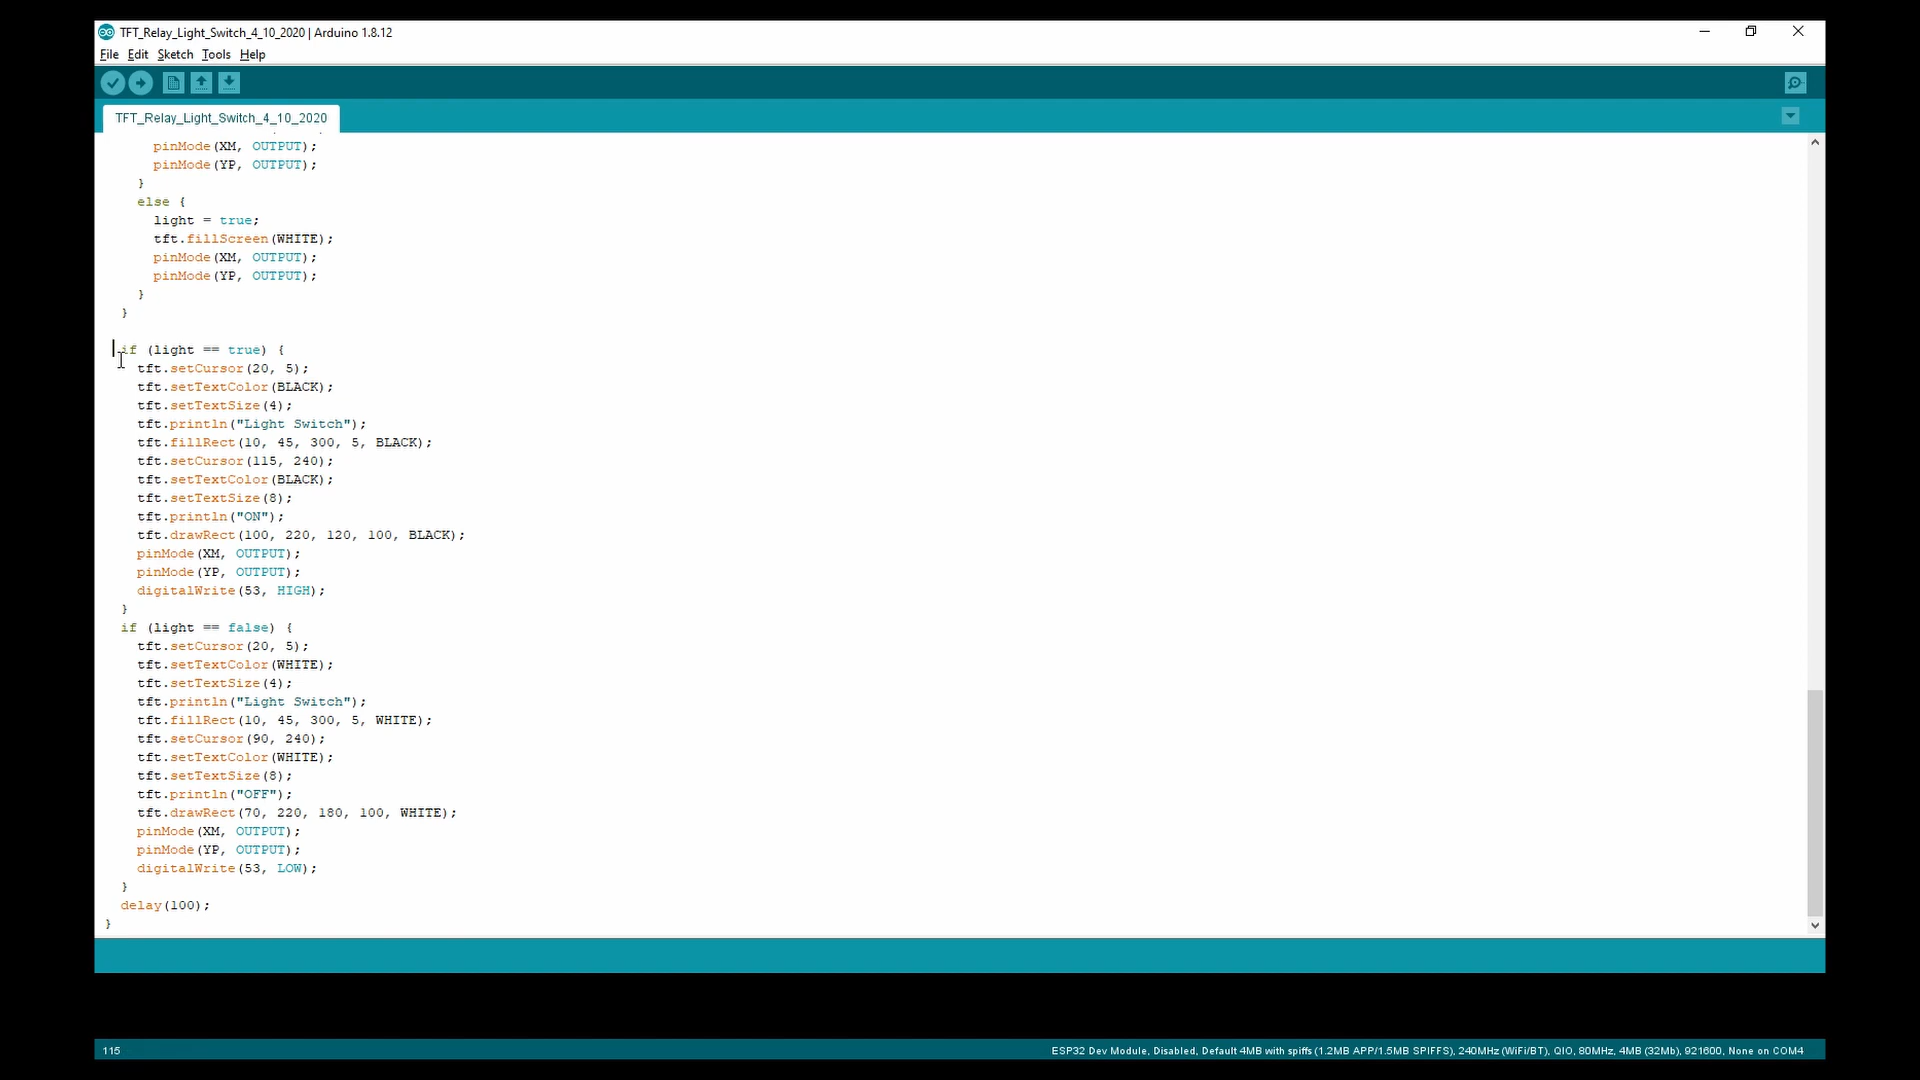 TFT_Relay_Light_Switch_4_10_2020 | Arduino 1.8.12
File Edit Sketch Tools Help
TFT_Relay_Light_Switch_4_10_2020
      pinMode(XM, OUTPUT);
      pinMode(YP, OUTPUT);
    }
    else {
      light = true;
      tft.fillScreen(WHITE);
      pinMode(XM, OUTPUT);
      pinMode(YP, OUTPUT);
    }
  }
  if (light == true) {
    tft.setCursor(20, 5);
    tft.setTextColor(BLACK);
    tft.setTextSize(4);
    tft.println("Light Switch");
    tft.fillRect(10, 45, 300, 5, BLACK);
    tft.setCursor(115, 240);
    tft.setTextColor(BLACK);
    tft.setTextSize(8);
    tft.println("ON");
    tft.drawRect(100, 220, 120, 100, BLACK);
    pinMode(XM, OUTPUT);
    pinMode(YP, OUTPUT);
    digitalWrite(53, HIGH);
  }
  if (light == false) {
    tft.setCursor(20, 5);
    tft.setTextColor(WHITE);
    tft.setTextSize(4);
    tft.println("Light Switch");
    tft.fillRect(10, 45, 300, 5, WHITE);
    tft.setCursor(90, 240);
    tft.setTextColor(WHITE);
    tft.setTextSize(8);
    tft.println("OFF");
    tft.drawRect(70, 220, 180, 100, WHITE);
    pinMode(XM, OUTPUT);
    pinMode(YP, OUTPUT);
    digitalWrite(53, LOW);
  }
  delay(100);
}
115 ESP32 Dev Module, Disabled, Default 4MB with spiffs (1.2MB APP/1.5MB SPIFFS), 240MHz (WiFi/BT), QIO, 80MHz, 4MB (32Mb), 921600, None on COM4